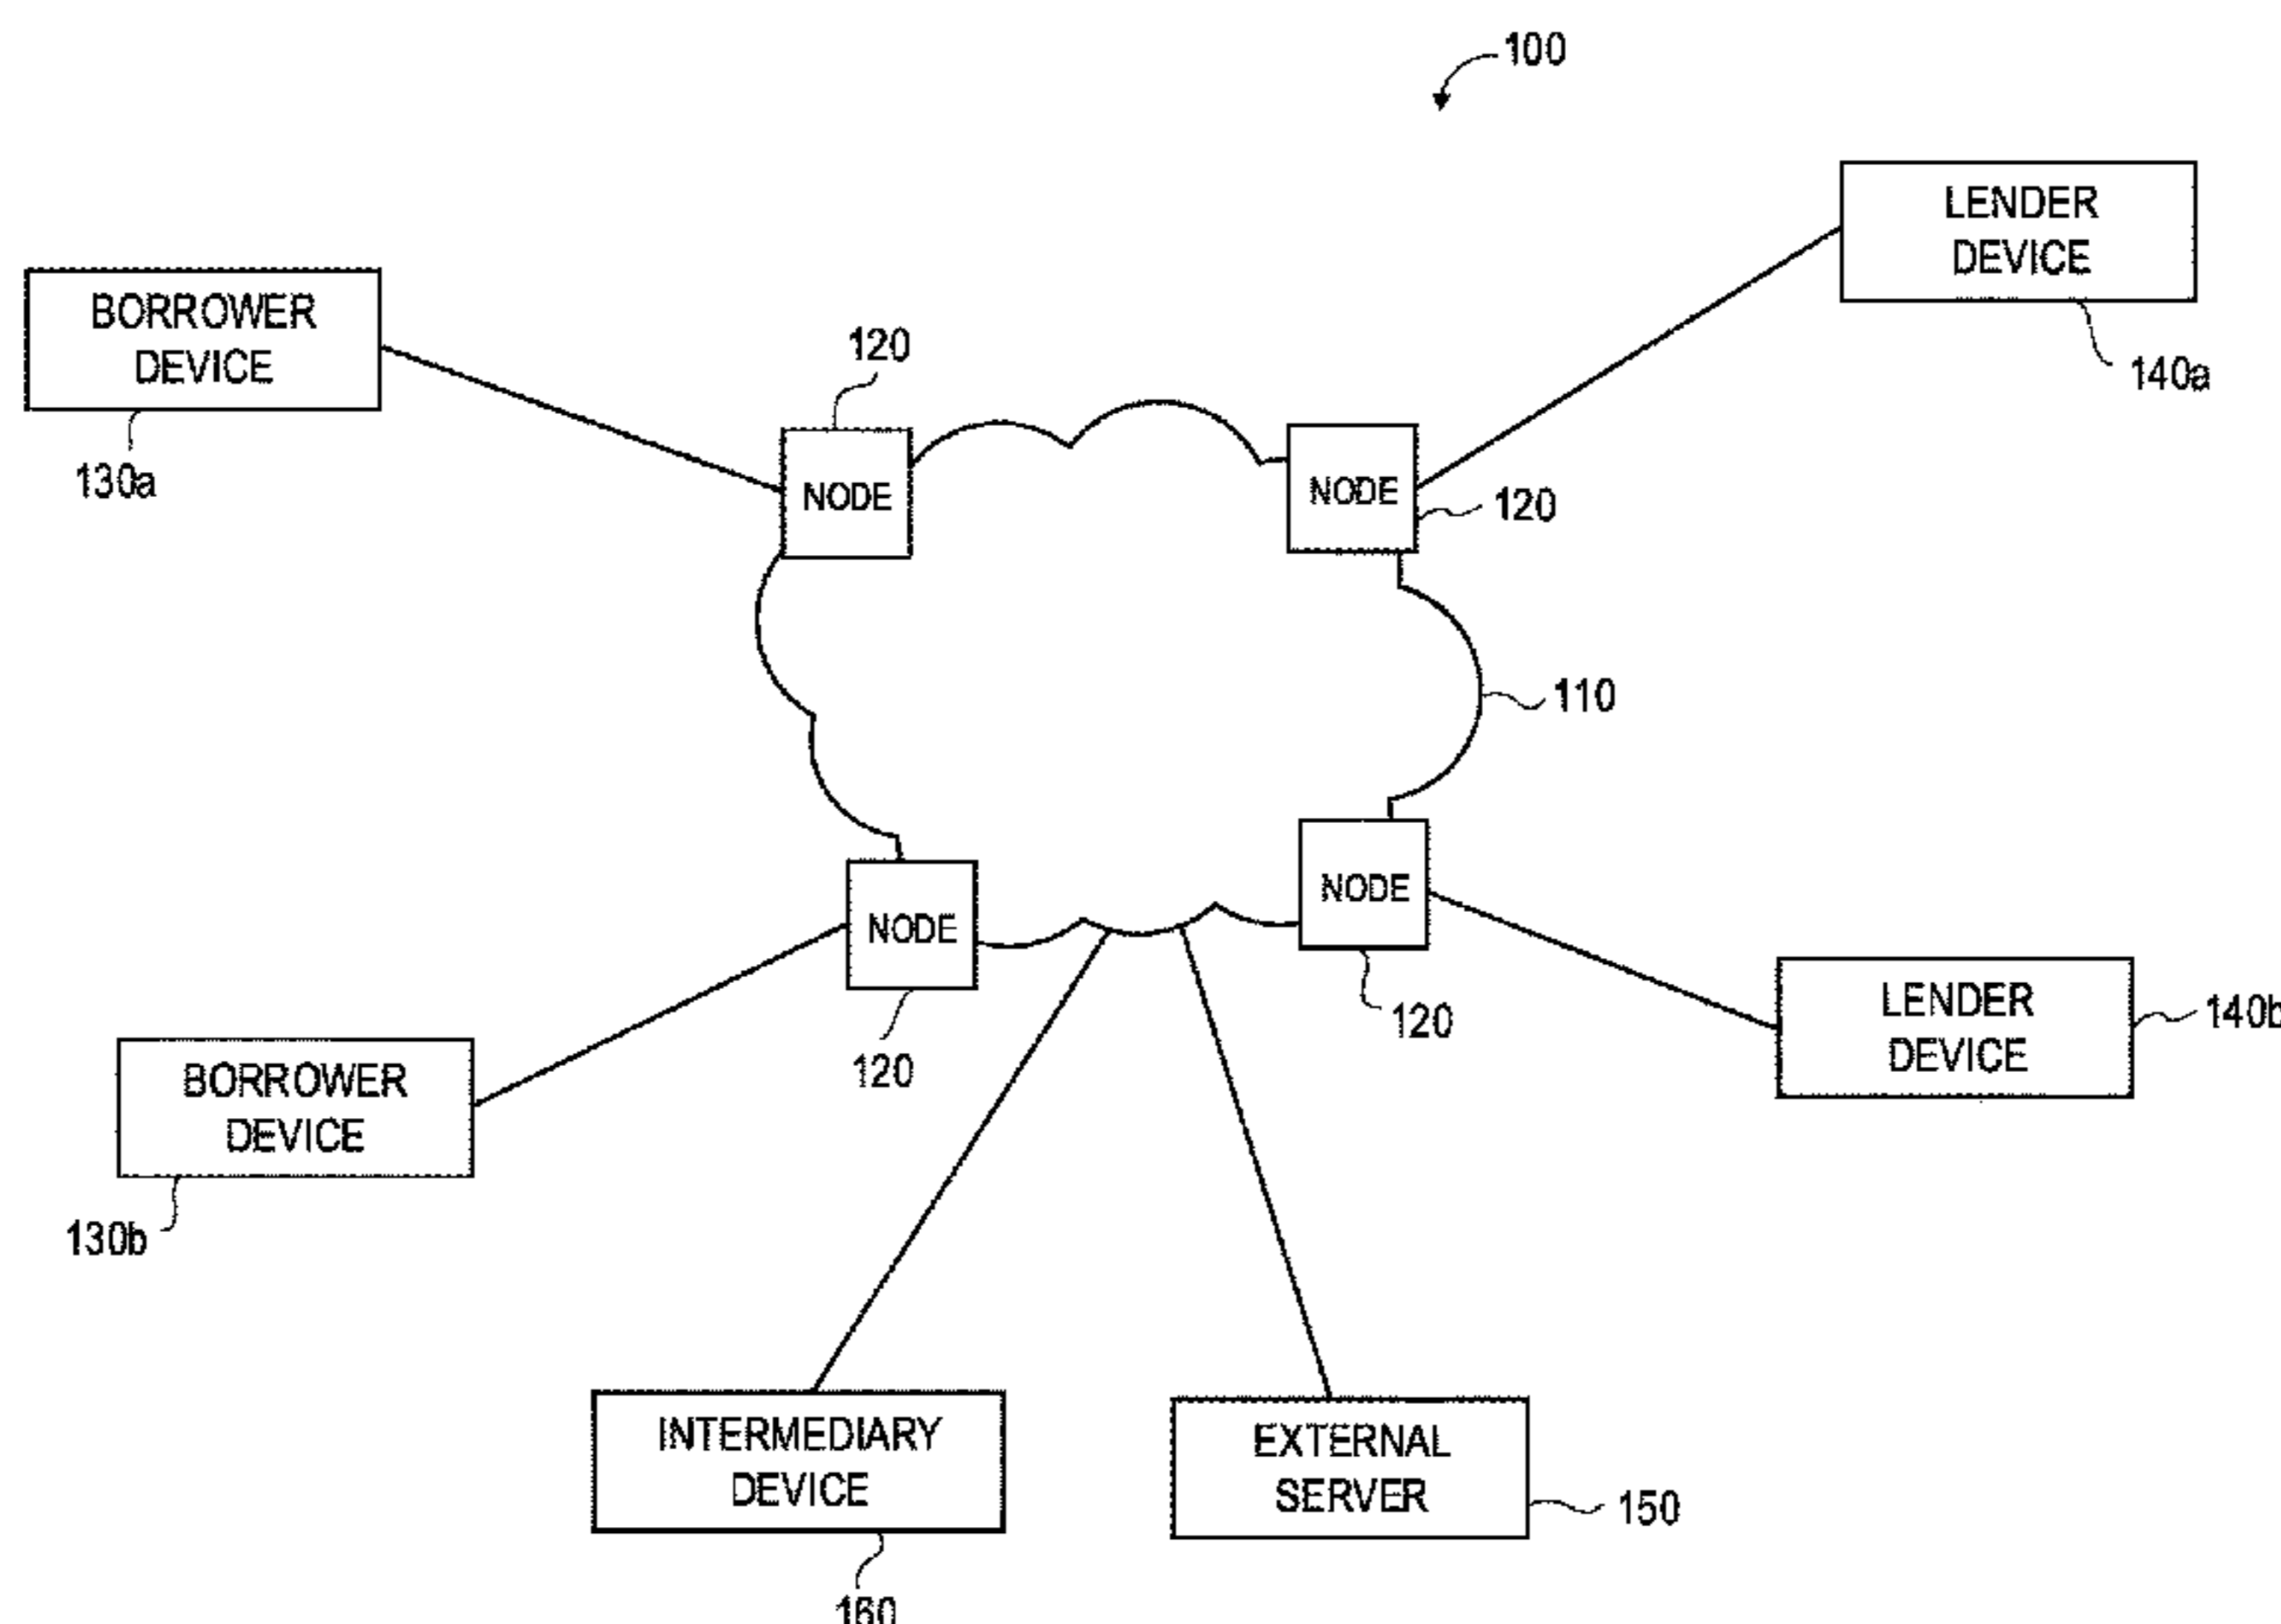 100
LENDER
DEVICE
140a
BORROWER
DEVICE
130a
120
NODE
NODE
120
110
NODE
120
NODE
120
LENDER
DEVICE
140b
BORROWER
DEVICE
130b
INTERMEDIARY
DEVICE
160
EXTERNAL
SERVER
150